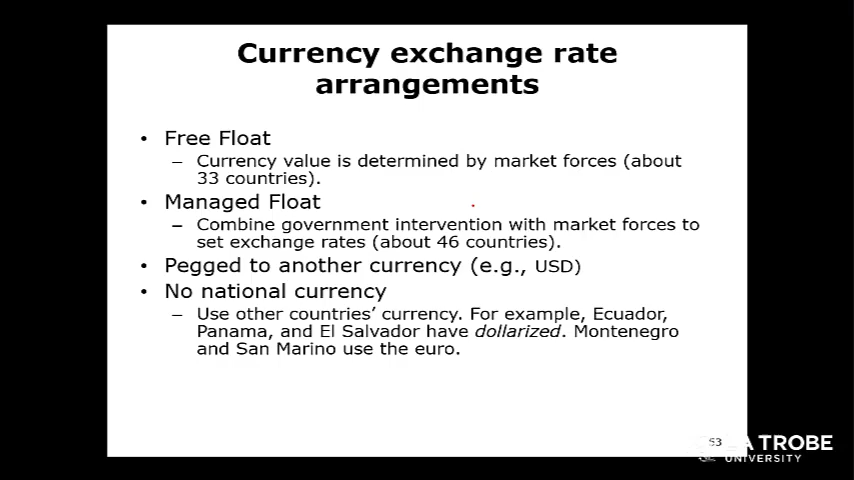 Currency exchange rate
arrangements
• Free Float
– Currency value is determined by market forces (about
33 countries).
• Managed Float
– Combine government intervention with market forces to
set exchange rates (about 46 countries).
• Pegged to another currency (e.g., USD)
• No national currency
– Use other countries’ currency. For example, Ecuador,
Panama, and El Salvador have dollarized. Montenegro
and San Marino use the euro.
TROBE
UNIVERSITY